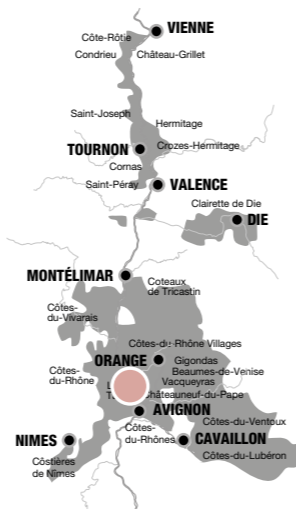 VIENNE
Côte-Rôtie
Condrieu
Château-Grillet
Saint-Joseph
Hermitage
TOURNON
Crozes-Hermitage
Cornas
Saint-Péray
VALENCE
Clairette de Die
DIE
MONTÉLIMAR
Coteaux
de Tricastin
Côtes-
du-Vivarais
Côtes-du-Rhône Villages
ORANGE
Gigondas
Côtes-
du-Rhône
Beaumes-de-Venise
Vacqueyras
Châteauneuf-du-Pape
AVIGNON
Côtes-
du-Rhônes
Côtes-du-Ventoux
NIMES
CAVAILLON
Côtes-du-Lubéron
Côstières
de Nîmes